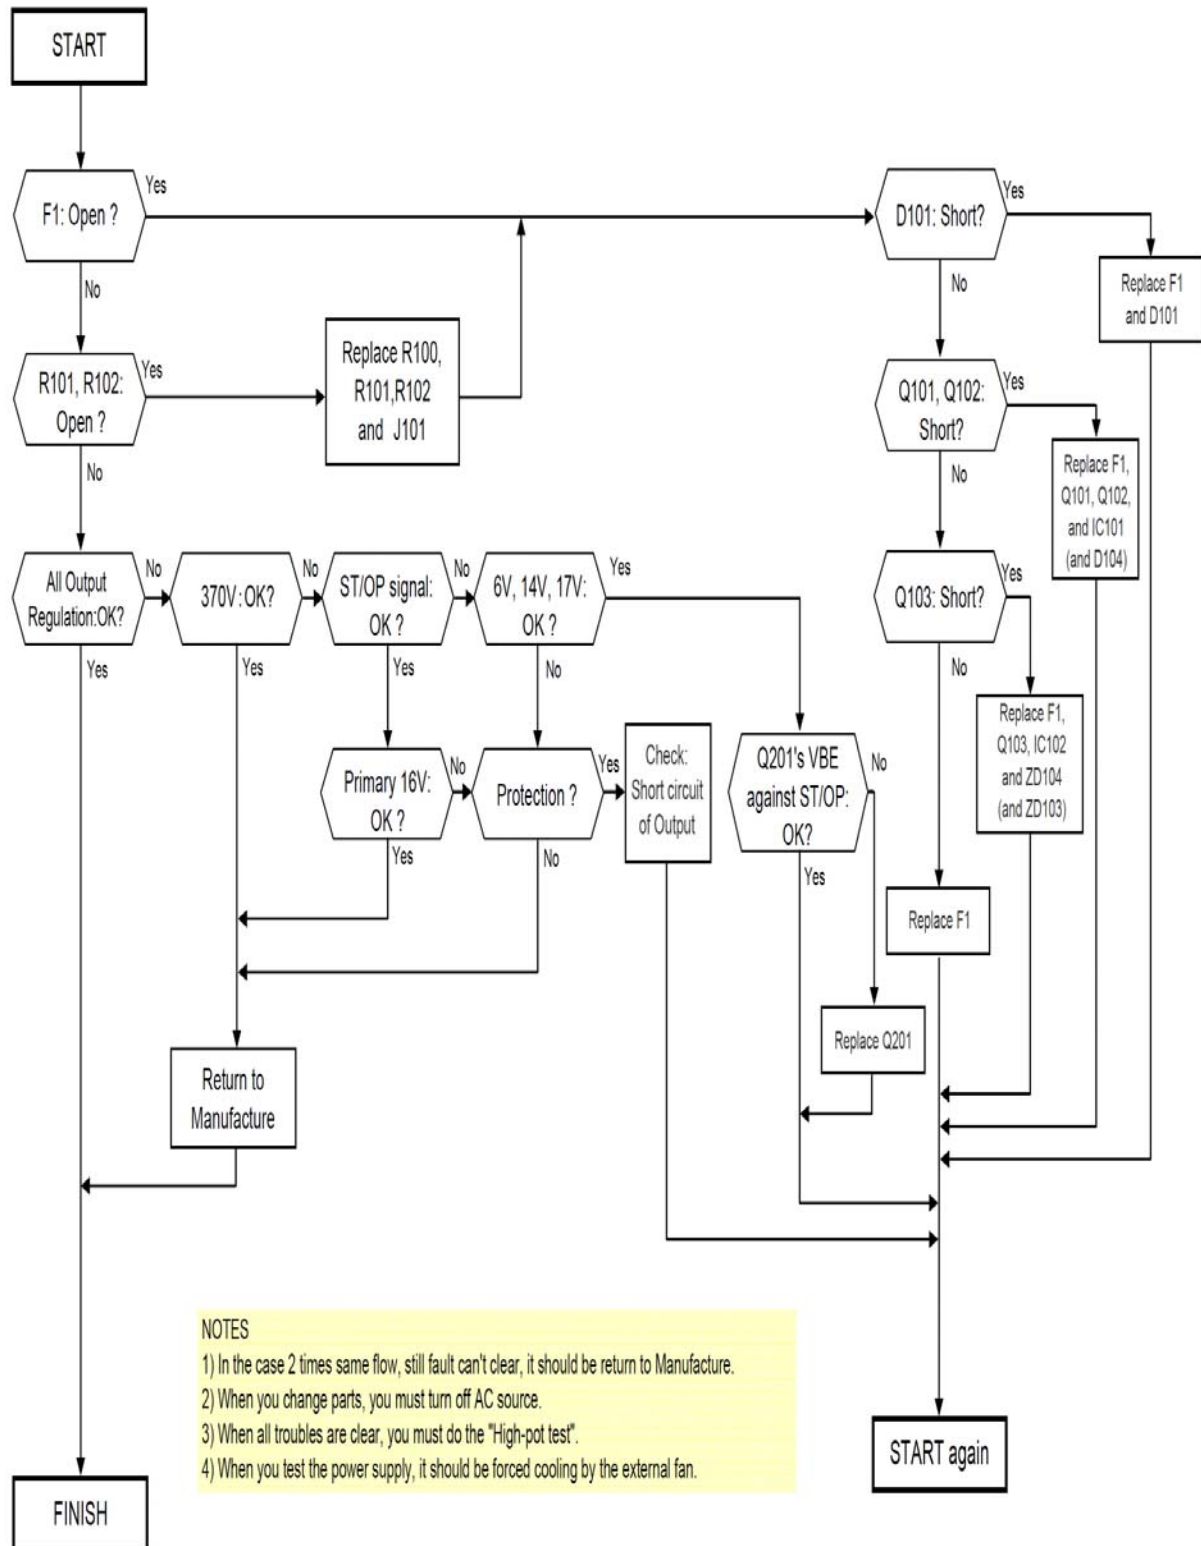 START
F1: Open ?
Yes
No
D101: Short?
Yes
No
Replace F1
and D101
R101, R102:
Open ?
Yes
No
Replace R100,
R101,R102
and J101
Q101, Q102:
Short?
Yes
No
Replace F1,
Q101, Q102,
and IC101
(and D104)
All Output
Regulation:OK?
No
Yes
370V: OK?
No
Yes
ST/OP signal:
OK ?
No
Yes
6V, 14V, 17V:
OK ?
Yes
No
Q103: Short?
Yes
No
Replace F1,
Q103, IC102
and ZD104
(and ZD103)
Primary 16V:
OK ?
No
Yes
Protection ?
Yes
No
Check:
Short circuit
of Output
Q201's VBE
against ST/OP:
OK?
No
Yes
Replace F1
Replace Q201
Return to
Manufacture
NOTES
1) In the case 2 times same flow, still fault can't clear, it should be return to Manufacture.
2) When you change parts, you must turn off AC source.
3) When all troubles are clear, you must do the "High-pot test".
4) When you test the power supply, it should be forced cooling by the external fan.
START again
FINISH